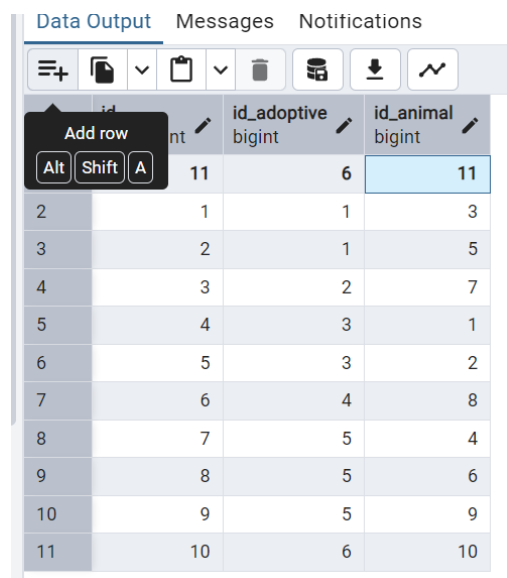 Data Output Messages Notifications
id id_adoptive id_animal
Add row nt bigint bigint
Alt Shift A 11 6 11
2 1 1 3
3 2 1 5
4 3 2 7
5 4 3 1
6 5 3 2
7 6 4 8
8 7 5 4
9 8 5 6
10 9 5 9
11 10 6 10